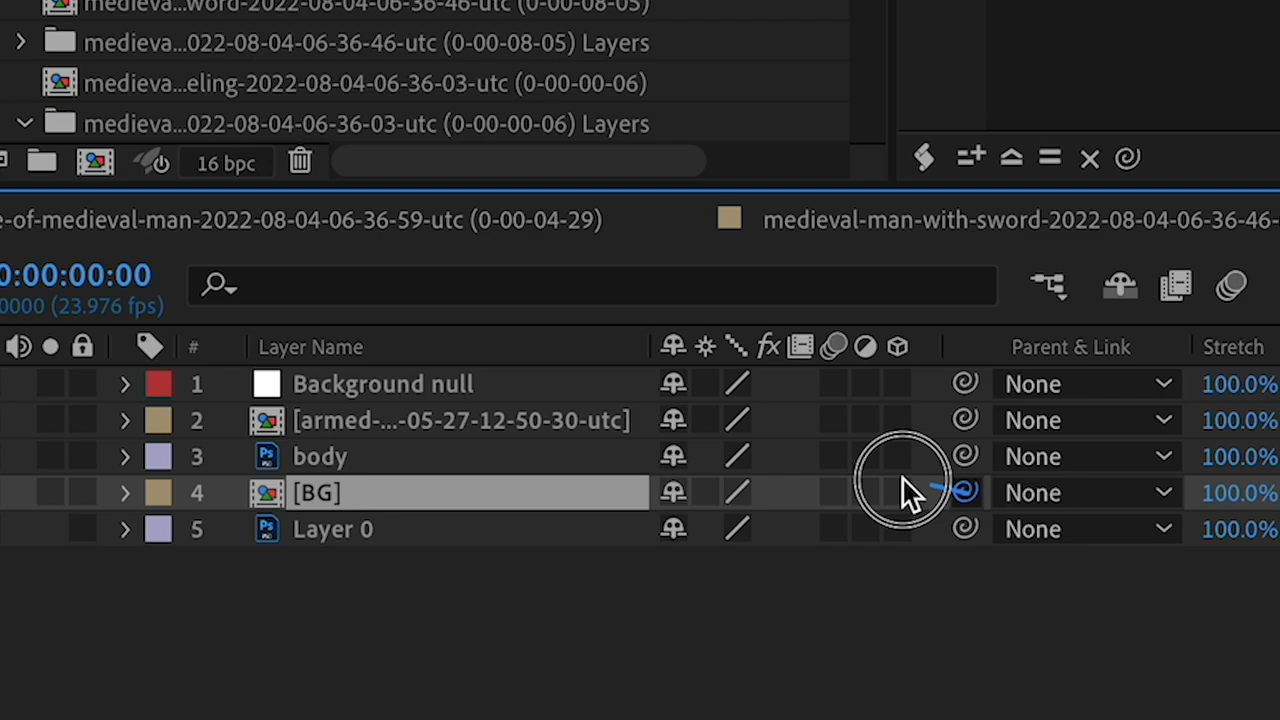 medieva...word-2022-08-04-06-36-46-utc (0-00-08-05)
medieva...022-08-04-06-36-46-utc (0-00-08-05) Layers
medieva...eling-2022-08-04-06-36-03-utc (0-00-00-06)
medieva...022-08-04-06-36-03-utc (0-00-00-06) Layers
16 bpc
e-of-medieval-man-2022-08-04-06-36-59-utc (0-00-04-29) medieval-man-with-sword-2022-08-04-06-36-46-
0:00:00:00
0000 (23.976 fps)
# Layer Name fx Parent & Link Stretch
1 Background null None 100.0%
2 [armed-...-05-27-12-50-30-utc] None 100.0%
3 Ps body None 100.0%
4 [BG] None 100.0%
5 Ps Layer 0 None 100.0%